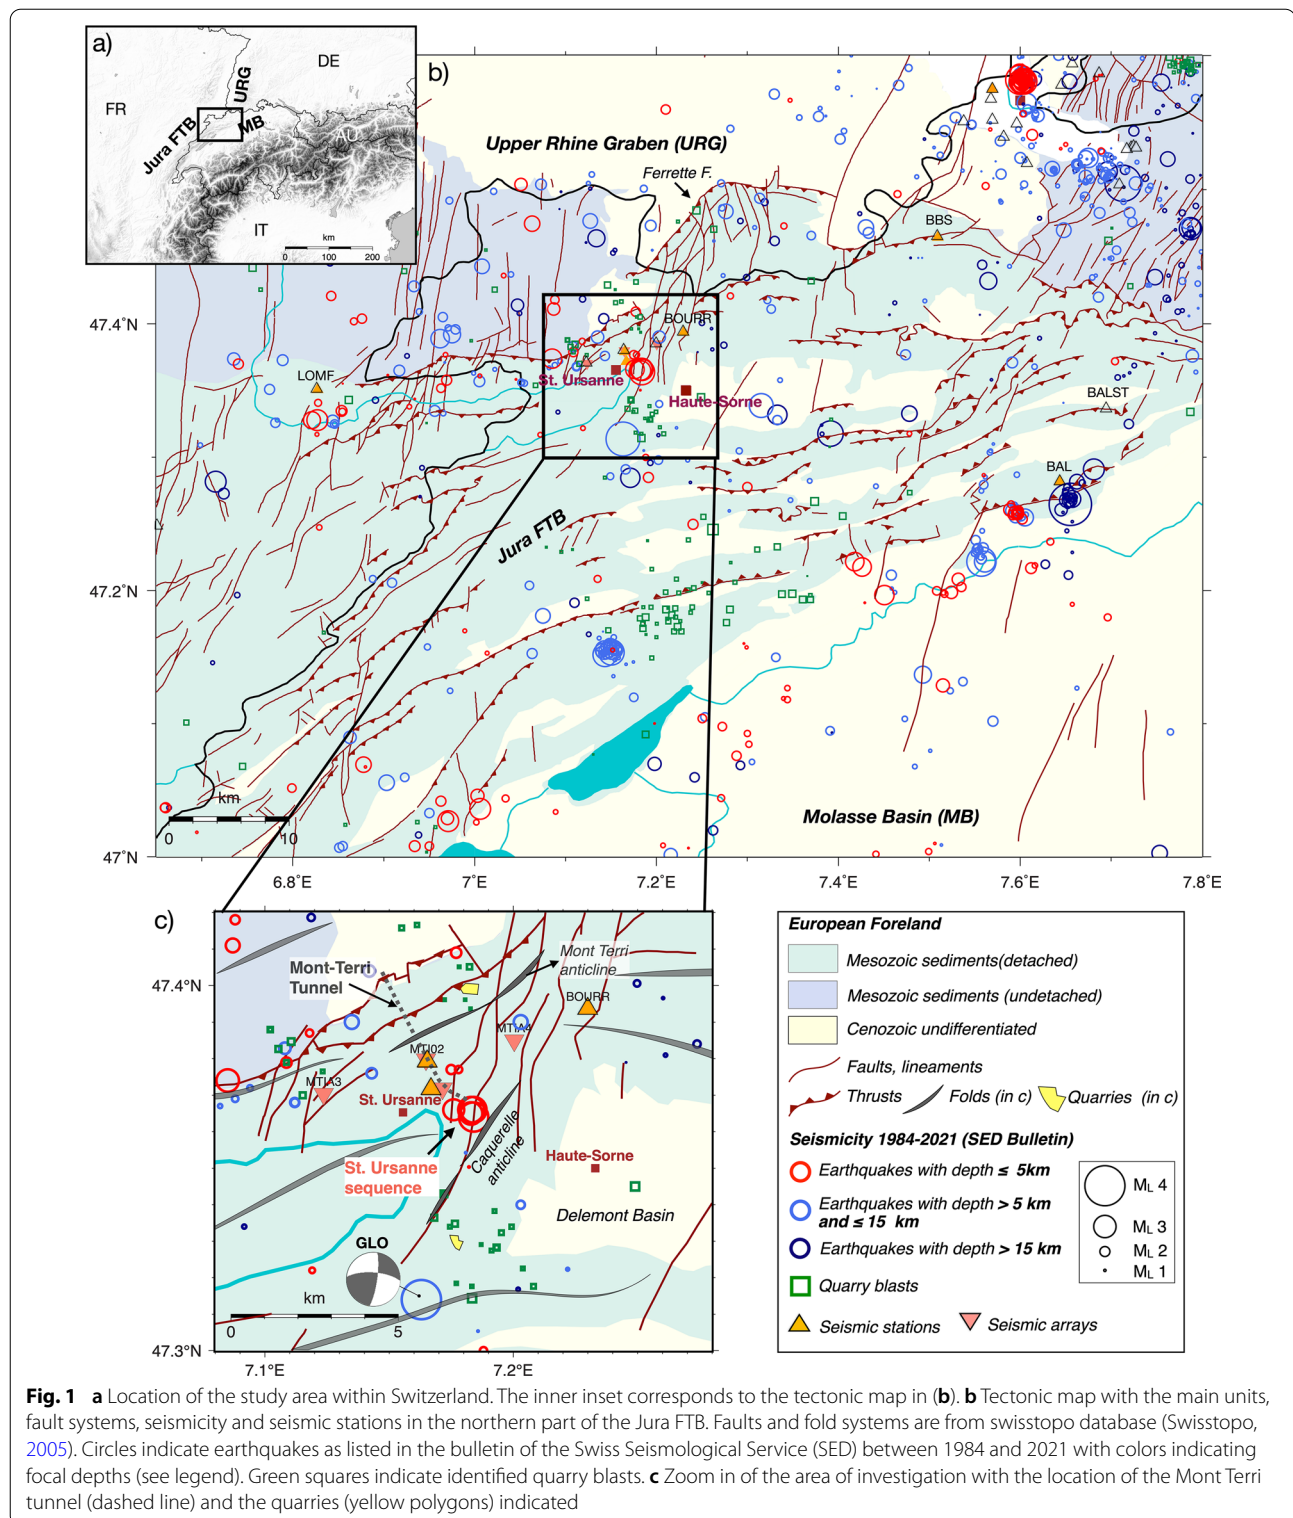 a)
DE
FR
URG
MB
Jura FTB
AU
IT
km
0 100 200
b)
Upper Rhine Graben (URG)
Ferrette F.
BBS
BOURR
LOMF
St. Ursanne
Haute-Sorne
BALST
BAL
Jura FTB
Molasse Basin (MB)
km
0 10
47.4°
47.2°
47°N
6.8°E 7°E 7.2°E 7.4°E 7.6°E 7.8°E
c)
Mont-Terri
Tunnel
Mont Terri
anticline
BOURR
MTIA4
MTI02
MTIA3
St. Ursanne
St. Ursanne
sequence
Caquerelle
anticline
Haute-Sorne
Delemont Basin
GLO
km
0 5
47.4°N
47.3°N
7.1°E 7.2°E
European Foreland
Mesozoic sediments(detached)
Mesozoic sediments (undetached)
Cenozoic undifferentiated
Faults, lineaments
Thrusts Folds (in c) Quarries (in c)
Seismicity 1984-2021 (SED Bulletin)
Earthquakes with depth ≤ 5km
Earthquakes with depth > 5 km
and ≤ 15 km
Earthquakes with depth > 15 km
Quarry blasts
Seismic stations Seismic arrays
ML 4
ML 3
ML 2
ML 1
Fig. 1 a Location of the study area within Switzerland. The inner inset corresponds to the tectonic map in (b). b Tectonic map with the main units,
fault systems, seismicity and seismic stations in the northern part of the Jura FTB. Faults and fold systems are from swisstopo database (Swisstopo,
2005). Circles indicate earthquakes as listed in the bulletin of the Swiss Seismological Service (SED) between 1984 and 2021 with colors indicating
focal depths (see legend). Green squares indicate identified quarry blasts. c Zoom in of the area of investigation with the location of the Mont Terri
tunnel (dashed line) and the quarries (yellow polygons) indicated